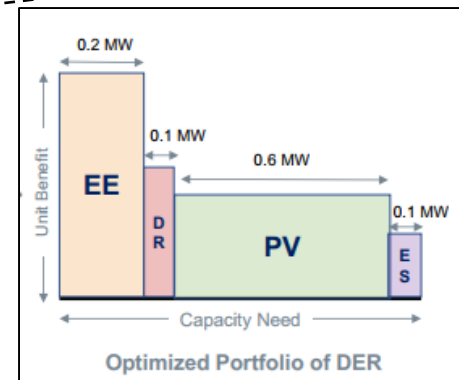 0.2 MW
0.1 MW
0.6 MW
0.1 MW
Unit Benefit
EE
D
R
PV
E
S
Capacity Need
Optimized Portfolio of DER